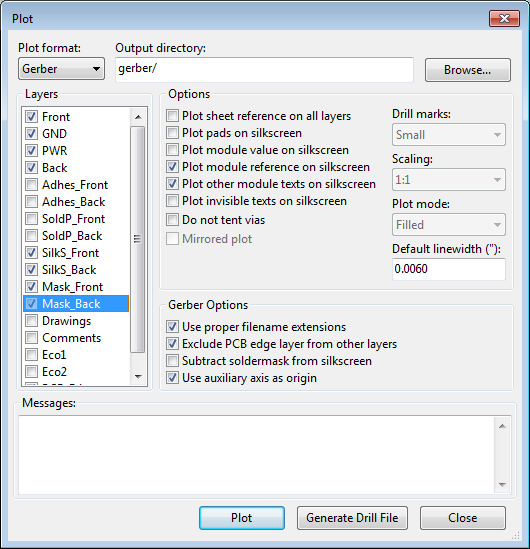 Plot
Plot format:
Output directory:
Gerber
gerber/
Browse...
Layers
Front
GND
PWR
Back
Adhes_Front
Adhes_Back
SoldP_Front
SoldP_Back
SilkS_Front
SilkS_Back
Mask_Front
Mask_Back
Drawings
Comments
Eco1
Eco2
Options
Plot sheet reference on all layers
Plot pads on silkscreen
Plot module value on silkscreen
Plot module reference on silkscreen
Plot other module texts on silkscreen
Plot invisible texts on silkscreen
Do not tent vias
Mirrored plot
Drill marks:
Small
Scaling:
1:1
Plot mode:
Filled
Default linewidth ("):
0.0060
Gerber Options
Use proper filename extensions
Exclude PCB edge layer from other layers
Subtract soldermask from silkscreen
Use auxiliary axis as origin
Messages:
Plot
Generate Drill File
Close